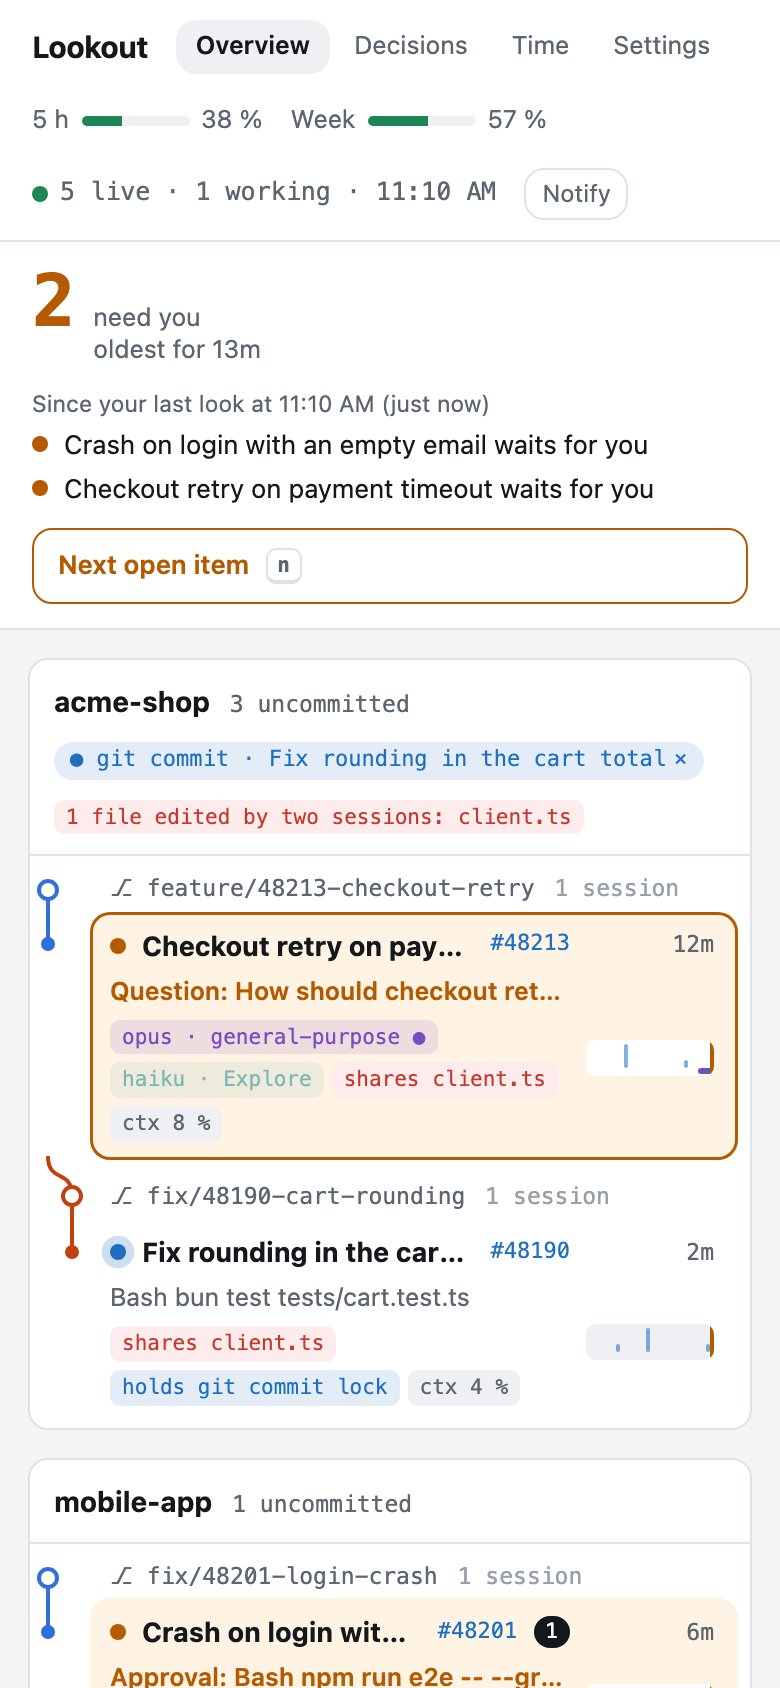 Lookout Overview Decisions Time Settings
5 h 38 % Week 57 %
5 live · 1 working · 11:10 AM Notify
2 need you
oldest for 13m
Since your last look at 11:10 AM (just now)
Crash on login with an empty email waits for you
Checkout retry on payment timeout waits for you
Next open item n
acme-shop 3 uncommitted
git commit · Fix rounding in the cart total ×
1 file edited by two sessions: client.ts
feature/48213-checkout-retry 1 session
Checkout retry on pay... #48213 12m
Question: How should checkout ret...
opus · general-purpose
haiku · Explore shares client.ts
ctx 8 %
fix/48190-cart-rounding 1 session
Fix rounding in the car... #48190 2m
Bash bun test tests/cart.test.ts
shares client.ts
holds git commit lock ctx 4 %
mobile-app 1 uncommitted
fix/48201-login-crash 1 session
Crash on login wit... #48201 1 6m
Approval: Bash npm run e2e -- --gr...